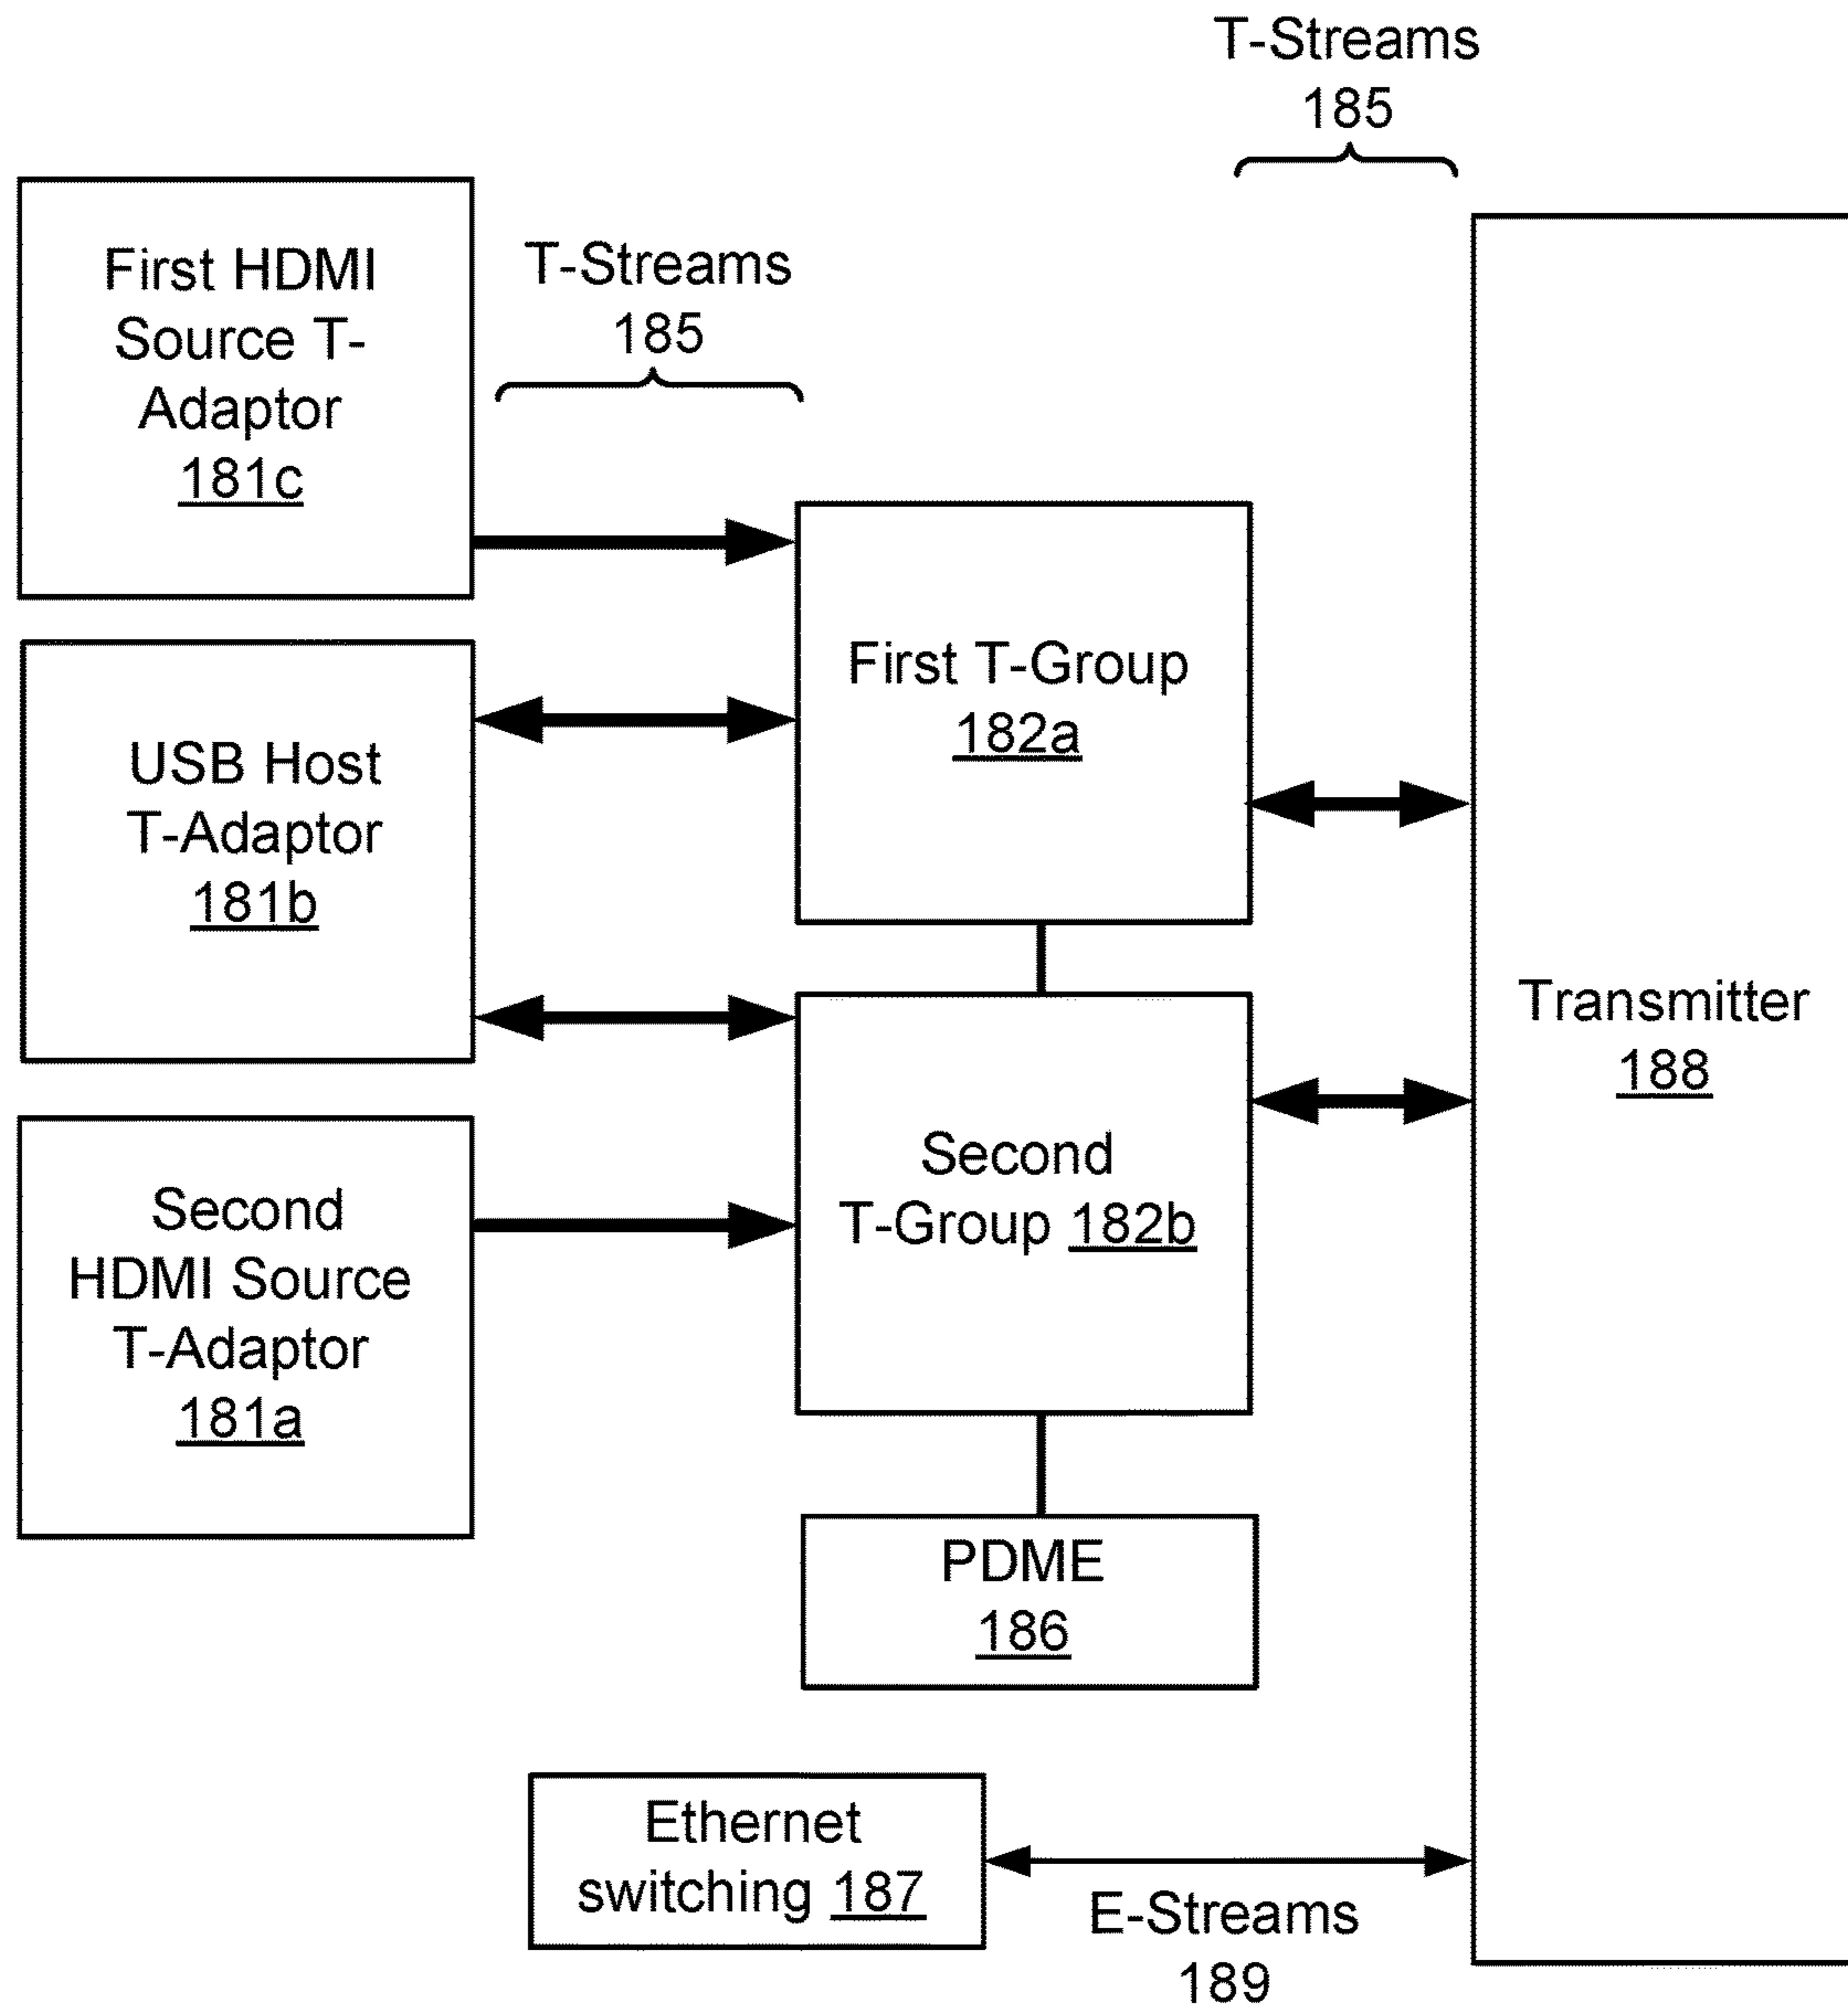 T-Streams
185
First HDMI
Source T-
Adaptor
181c
T-Streams
185
First T-Group
182a
USB Host
T-Adaptor
181b
Transmitter
188
Second
T-Group 182b
Second
HDMI Source
T-Adaptor
181a
PDME
186
Ethernet
switching 187
E-Streams
189